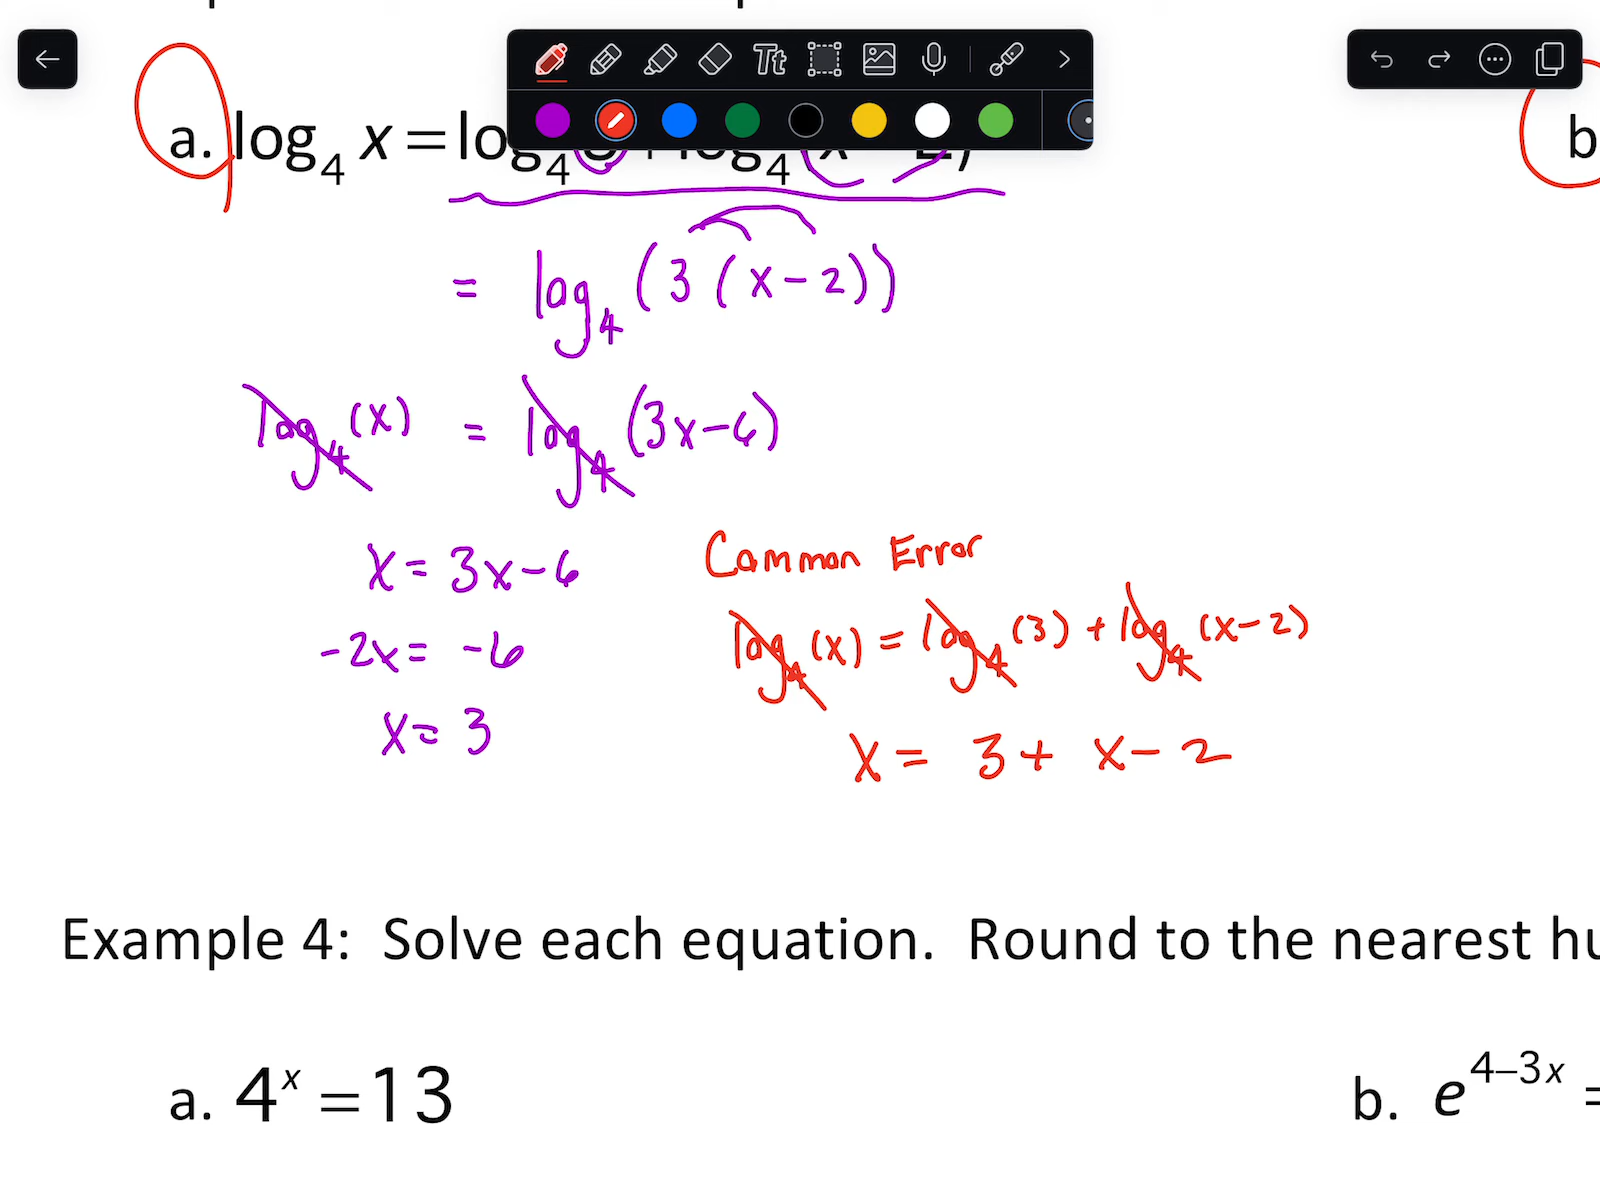 a. log₄ x = log₄
b
= log₄ (3 (x-2))
log₄ (x) = log₄ (3x-6)
x = 3x-6
-2x = -6
x = 3
Common Error
log₄ (x) = log₄ (3) + log₄ (x-2)
x = 3 + x - 2
Example 4: Solve each equation. Round to the nearest
a. 4ˣ = 13
b. e⁴⁻³ˣ =
Tt